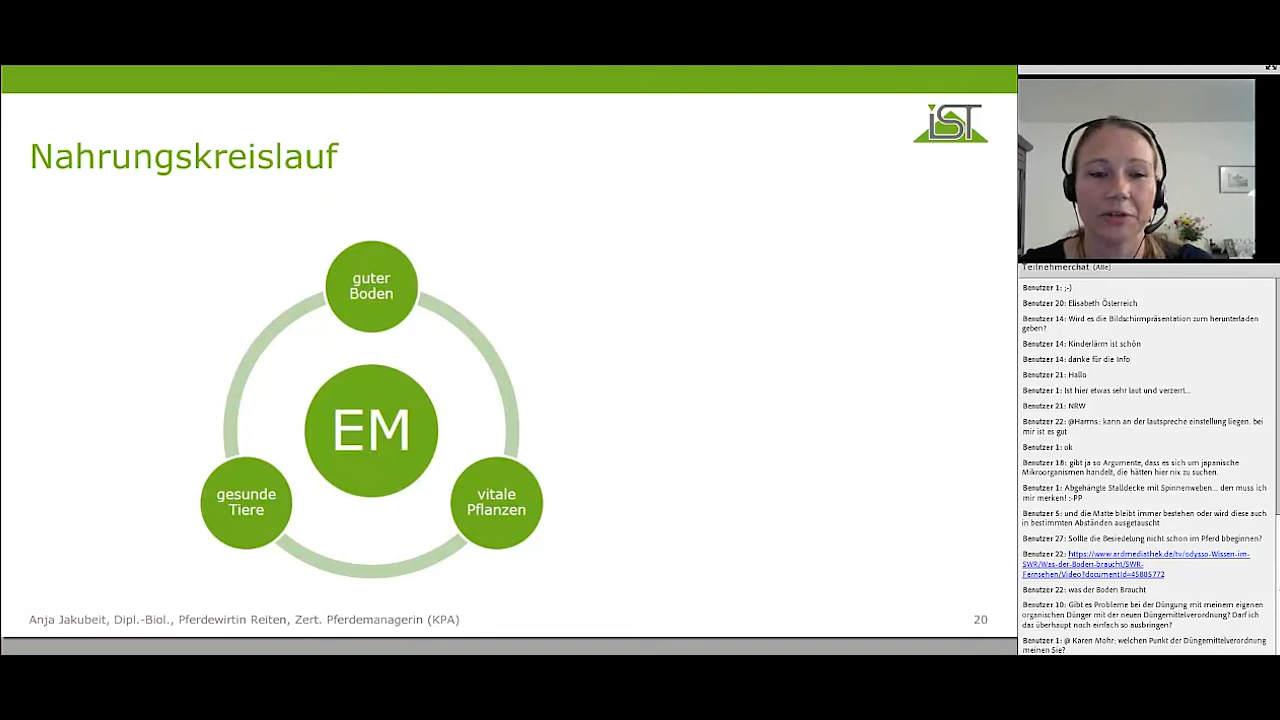 iST
Nahrungskreislauf
guter
Boden
EM
gesunde
Tiere
vitale
Pflanzen
Anja Jakubeit, Dipl.-Biol., Pferdewirtin Reiten, Zert. Pferdemanagerin (KPA)
20
Teilnehmerchat (Alle)
Benutzer 1: ;-)
Benutzer 20: Elisabeth Österreich
Benutzer 14: Wird es die Bildschirmpräsentation zum herunterladen
geben?
Benutzer 14: Kinderlärm ist schön
Benutzer 14: danke für die Info
Benutzer 21: Hallo
Benutzer 1: Ist hier etwas sehr laut und verzerrt...
Benutzer 21: NRW
Benutzer 22: @Harms.: kann an der lautspreche einstellung liegen. bei
mir ist es gut
Benutzer 1: ok
Benutzer 18: gibt ja so Argumente, dass es sich um japanische
Mikroorganismen handelt, die hätten hier nix zu suchen.
Benutzer 1: Abgehängte Stalldecke mit Spinnenweben... den muss ich
mir merken! :-PP
Benutzer 5: und die Matte bleibt immer bestehen oder wird diese auch
in bestimmten Abständen ausgetauscht
Benutzer 27: Sollte die Besiedelung nicht schon im Pferd bbeginnen?
Benutzer 22: https://www.ardmediathek.de/tv/odysso-Wissen-im-
SWR/Was-der-Boden-braucht/SWR-
Fernsehen/Video?documentId=45885772
Benutzer 22: was der Boden Braucht
Benutzer 10: Gibt es Probleme bei der Düngung mit meinem eigenen
organischen Dünger mit der neuen Düngemittelverordnung? Darf ich
das überhaupt noch einfach so ausbringen?
Benutzer 1: @ Karen Mohr: welchen Punkt der Düngemittelverordnung
meinen Sie?